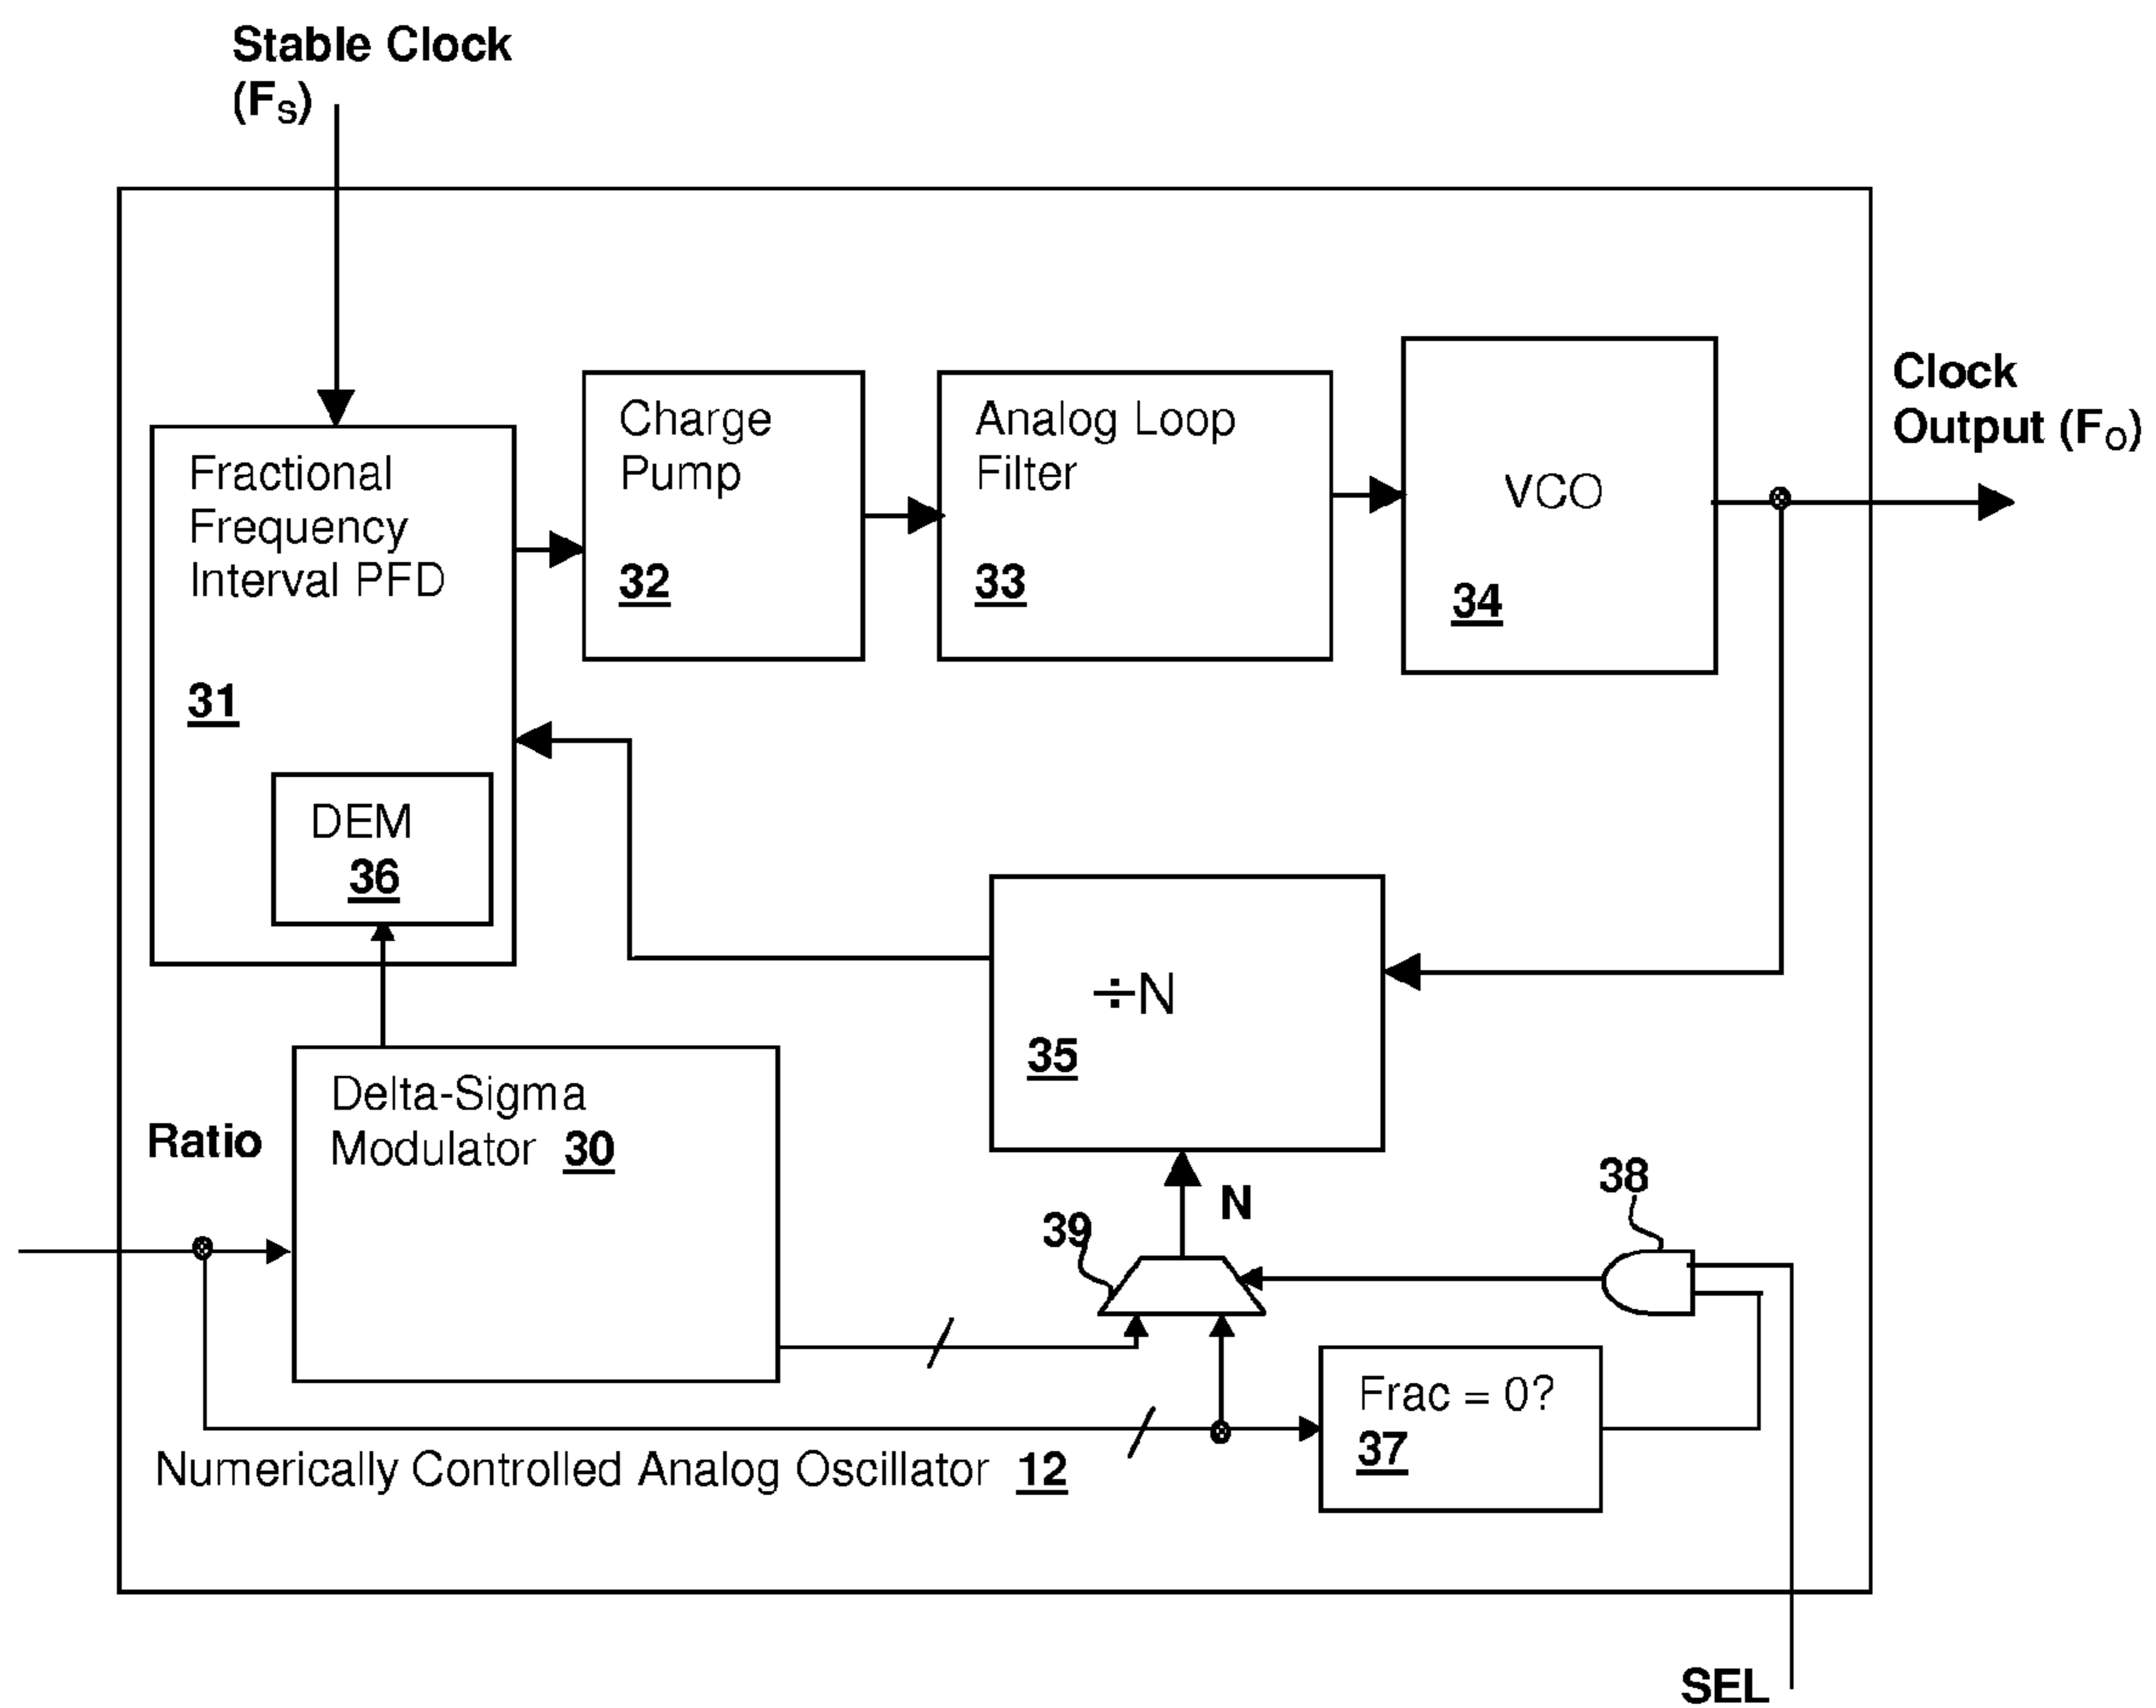 Stable Clock
(FS)
Clock
Output (FO)
Fractional
Frequency
Interval PFD
31
Charge
Pump
32
Analog Loop
Filter
33
VCO
34
DEM
36
÷N
35
Delta-Sigma
Modulator 30
Ratio
N
38
39
Frac = 0?
37
Numerically Controlled Analog Oscillator 12
SEL